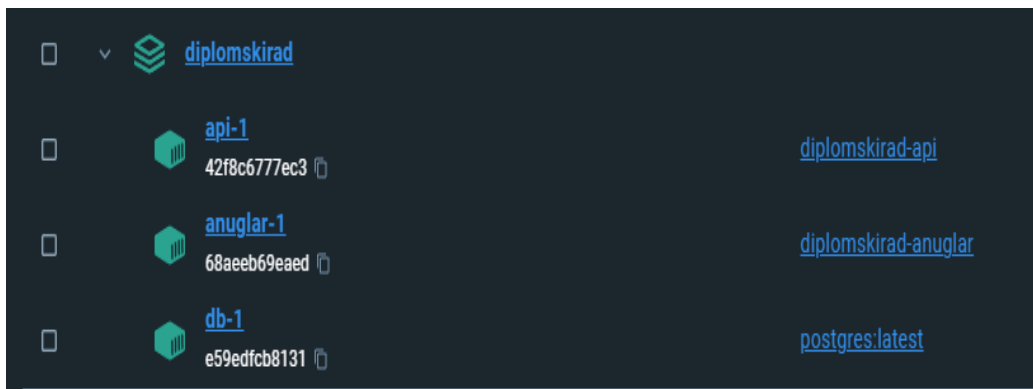 diplomskirad
api-1
42f8c6777ec3
diplomskirad-api
anuglar-1
68aeeb69eaed
diplomskirad-anuglar
db-1
e59edfcb8131
postgres:latest